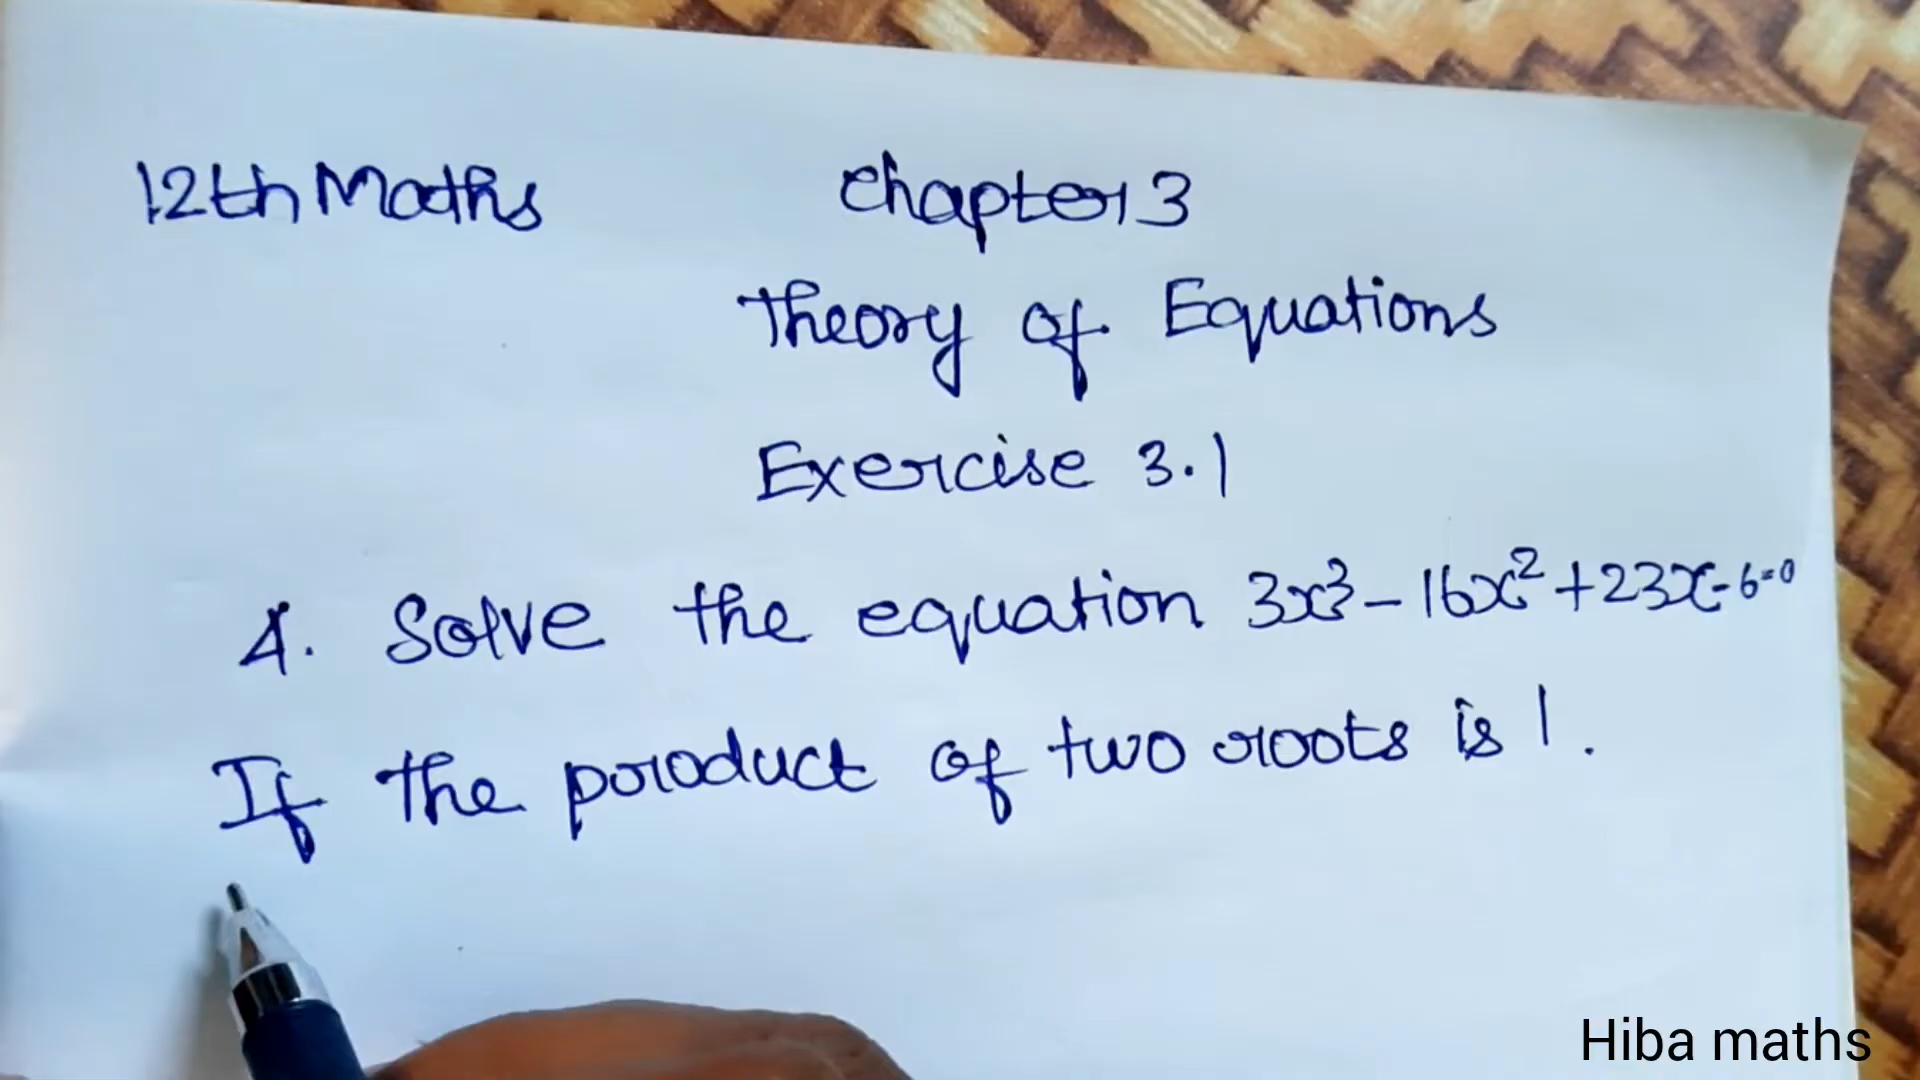 12th Maths Chapter 3
Theory of Equations
Exercise 3.1
4. Solve the equation 3x³ - 16x² + 23x - 6 = 0
If the product of two roots is 1.
Hiba maths